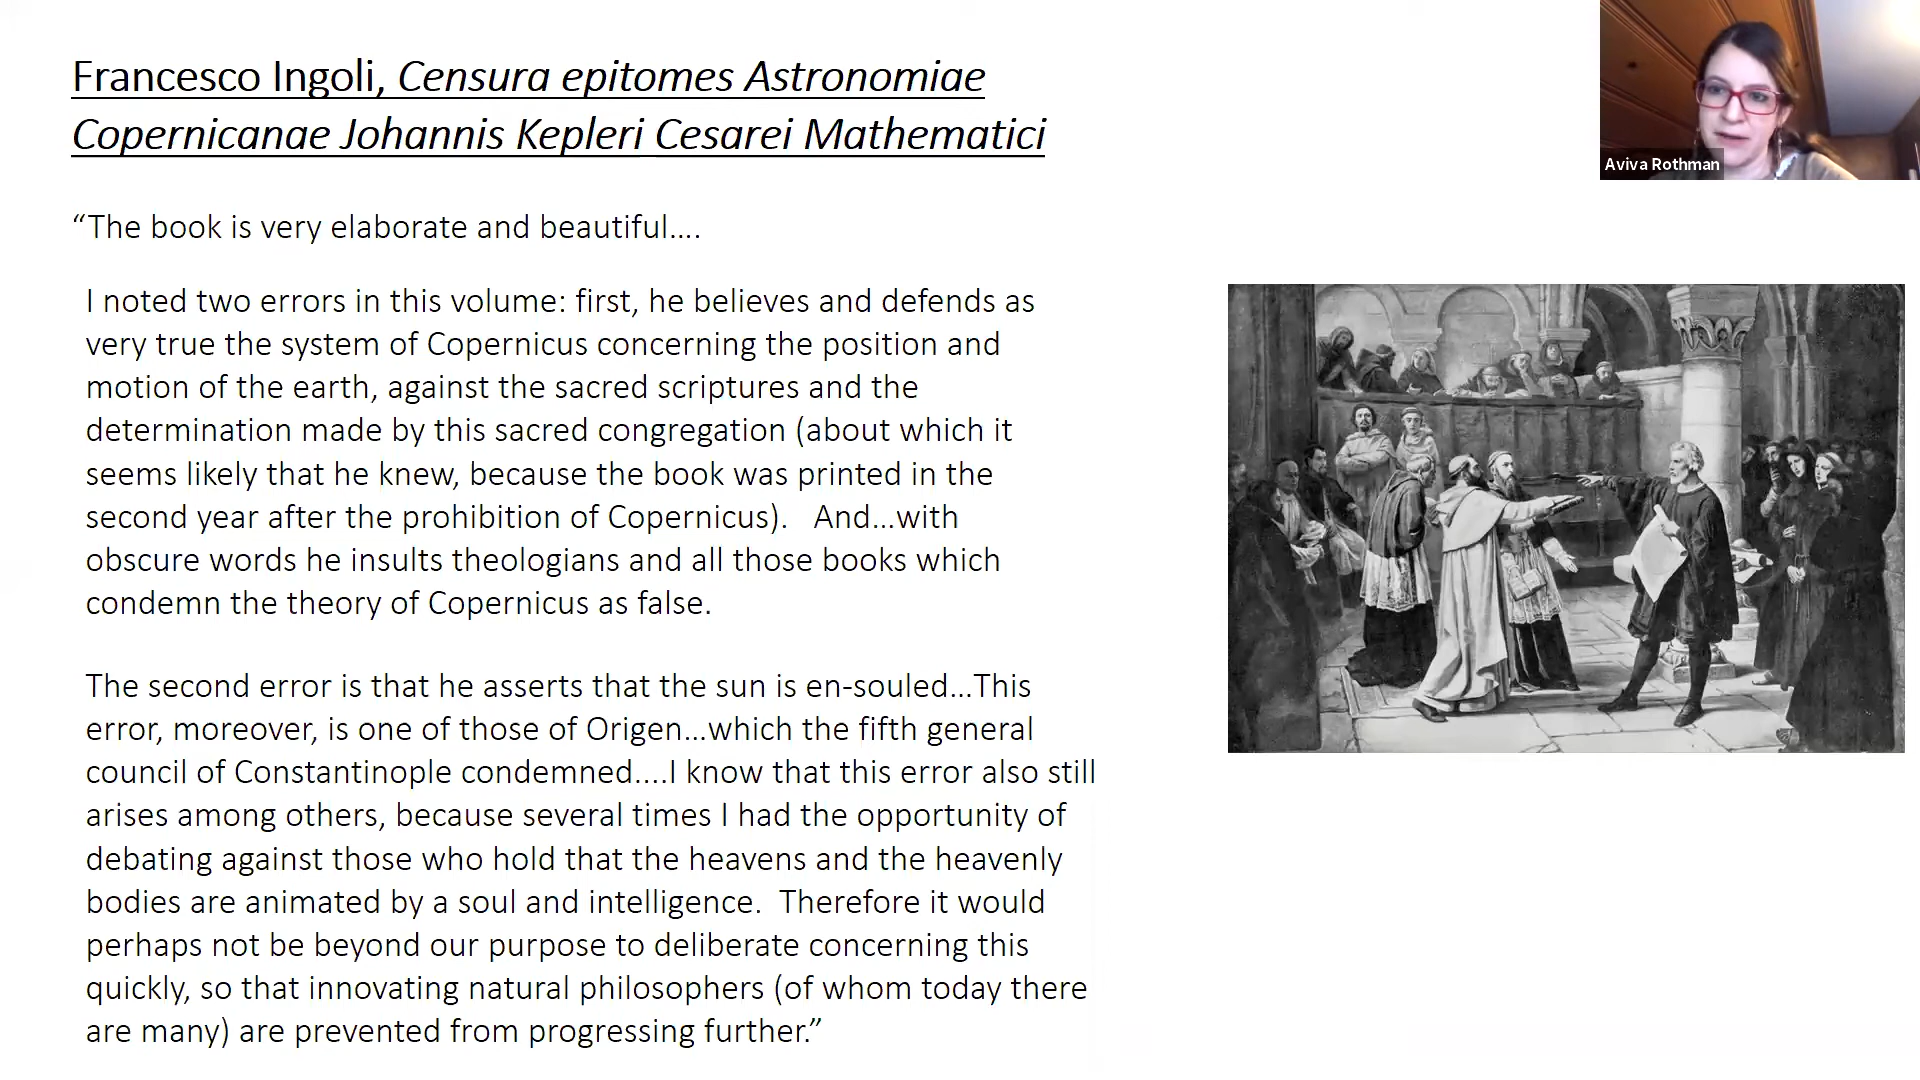 Francesco Ingoli, Censura epitomes Astronomiae
Copernicanae Johannis Kepleri Cesarei Mathematici
Aviva Rothman
“The book is very elaborate and beautiful….
I noted two errors in this volume: first, he believes and defends as
very true the system of Copernicus concerning the position and
motion of the earth, against the sacred scriptures and the
determination made by this sacred congregation (about which it
seems likely that he knew, because the book was printed in the
second year after the prohibition of Copernicus).   And…with
obscure words he insults theologians and all those books which
condemn the theory of Copernicus as false.
The second error is that he asserts that the sun is en-souled…This
error, moreover, is one of those of Origen…which the fifth general
council of Constantinople condemned….I know that this error also still
arises among others, because several times I had the opportunity of
debating against those who hold that the heavens and the heavenly
bodies are animated by a soul and intelligence.  Therefore it would
perhaps not be beyond our purpose to deliberate concerning this
quickly, so that innovating natural philosophers (of whom today there
are many) are prevented from progressing further.”